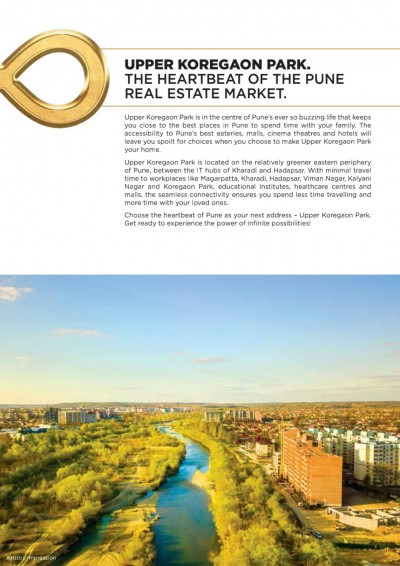 UPPER KOREGAON PARK.
THE HEARTBEAT OF THE PUNE
REAL ESTATE MARKET.
Upper Koregaon Park is in the centre of Pune's ever so buzzing life that keeps
you close to the best places in Pune to spend time with your family. The
accessibility to Pune's best eateries, malls, cinema theatres and hotels will
leave you spoilt for choices when you choose to make Upper Koregaon Park
your home.
Upper Koregaon Park is located on the relatively greener eastern periphery
of Pune, between the IT hubs of Kharadi and Hadapsar. With minimal travel
time to workplaces like Magarpatta, Kharadi, Hadapsar, Viman Nagar, Kalyani
Nagar and Koregaon Park, educational institutes, healthcare centres and
malls, the seamless connectivity ensures you spend less time travelling and
more time with your loved ones.
Choose the heartbeat of Pune as your next address – Upper Koregaon Park.
Get ready to experience the power of infinite possibilities!
Artistic Impression